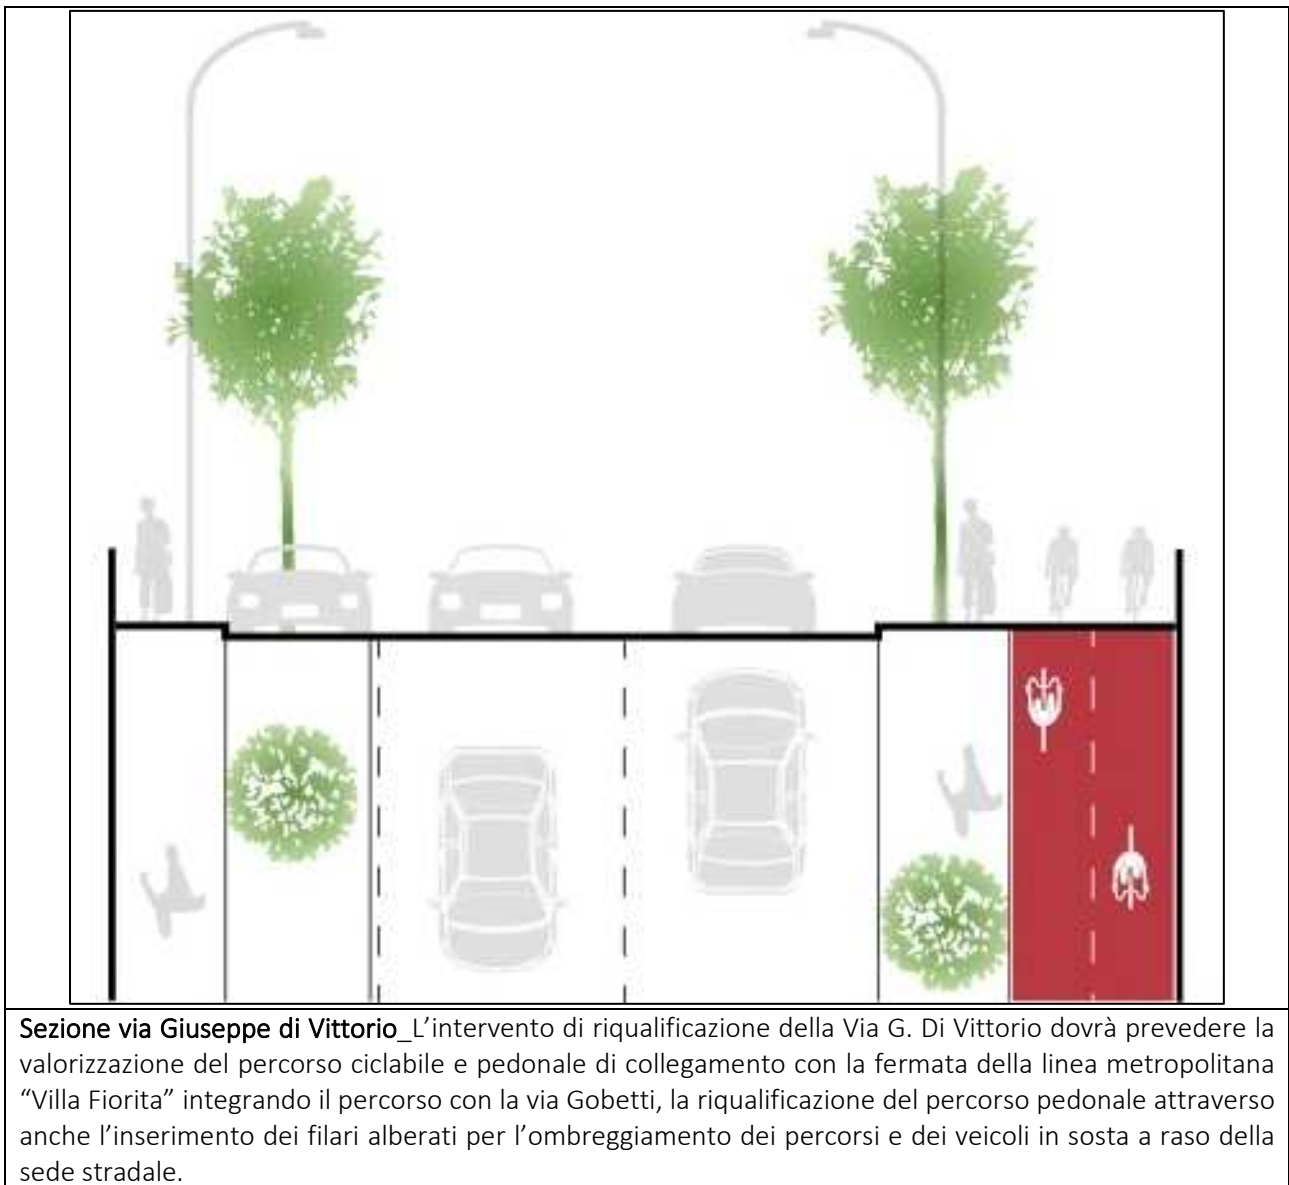 Sezione via Giuseppe di Vittorio_L’intervento di riqualificazione della Via G. Di Vittorio dovrà prevedere la
valorizzazione del percorso ciclabile e pedonale di collegamento con la fermata della linea metropolitana
“Villa Fiorita” integrando il percorso con la via Gobetti, la riqualificazione del percorso pedonale attraverso
anche l’inserimento dei filari alberati per l’ombreggiamento dei percorsi e dei veicoli in sosta a raso della
sede stradale.